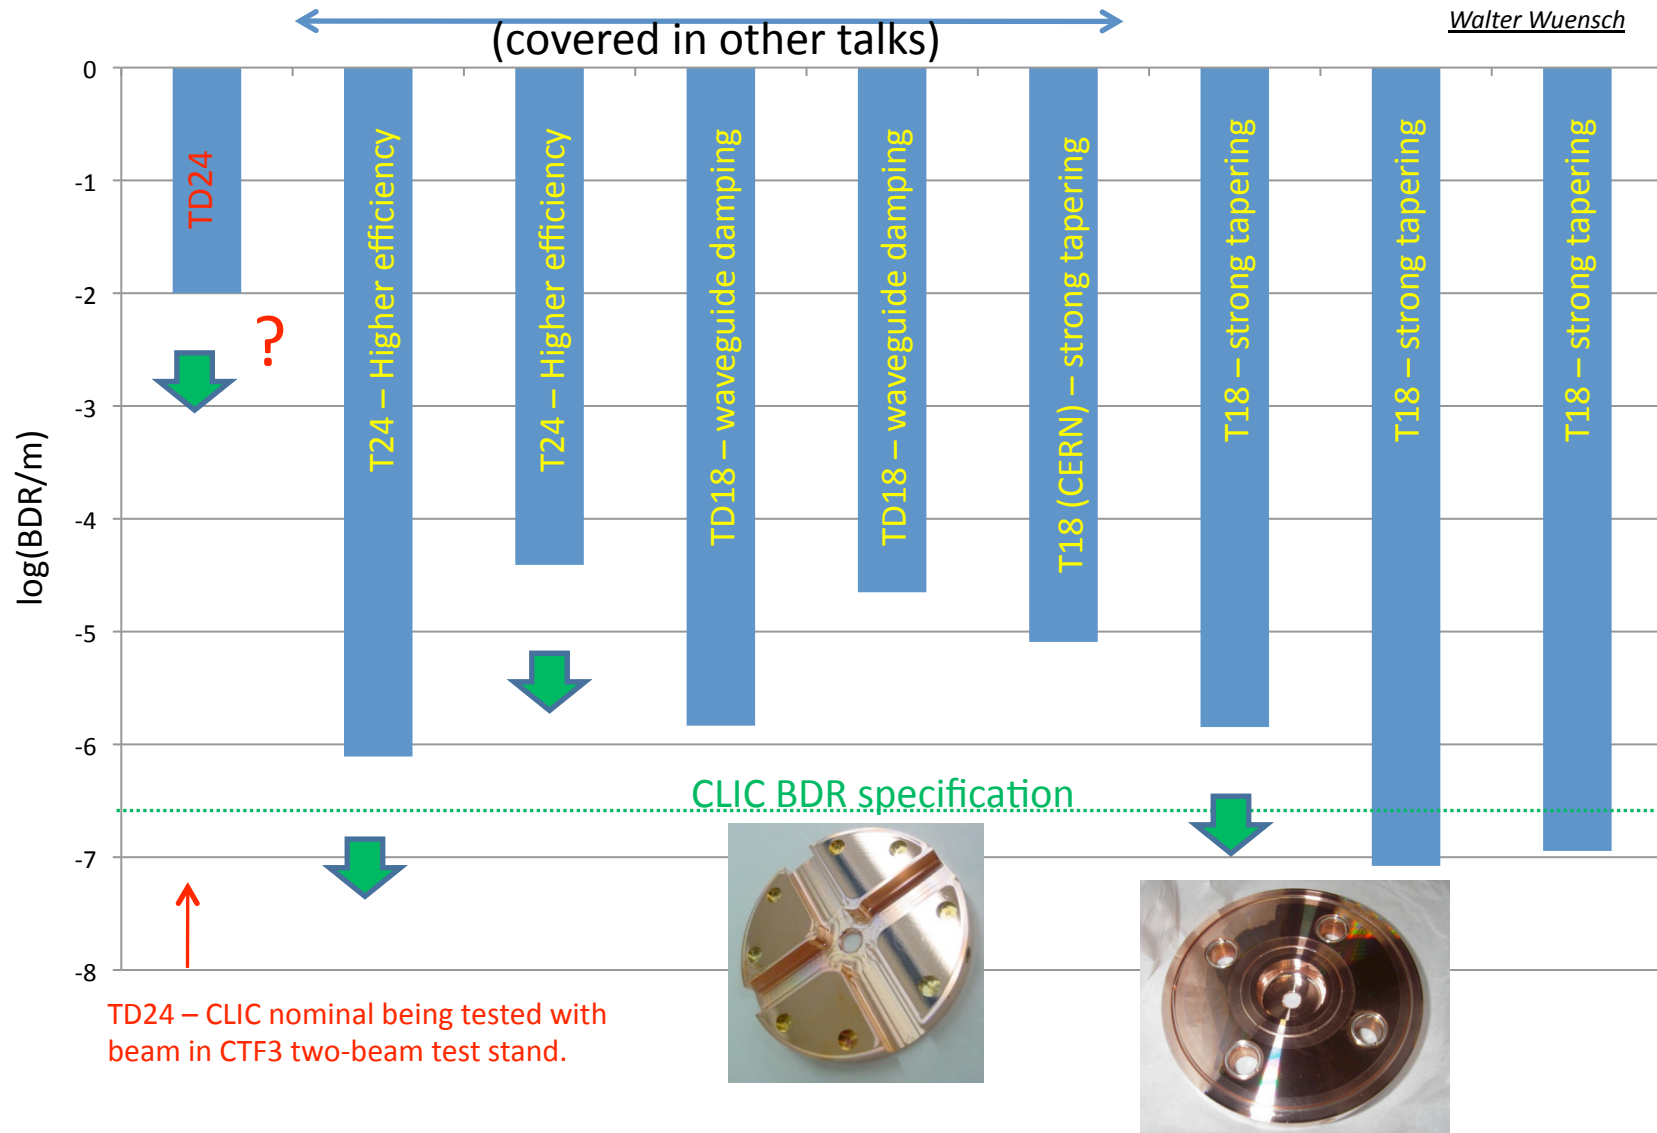 Walter Wuensch
(covered in other talks)
0
-1
-2
-3
-4
-5
-6
-7
-8
log(BDR/m)
TD24
?
T24 – Higher efficiency
T24 – Higher efficiency
TD18 – waveguide damping
TD18 – waveguide damping
T18 (CERN) – strong tapering
T18 – strong tapering
T18 – strong tapering
T18 – strong tapering
CLIC BDR specification
TD24 – CLIC nominal being tested with
beam in CTF3 two-beam test stand.